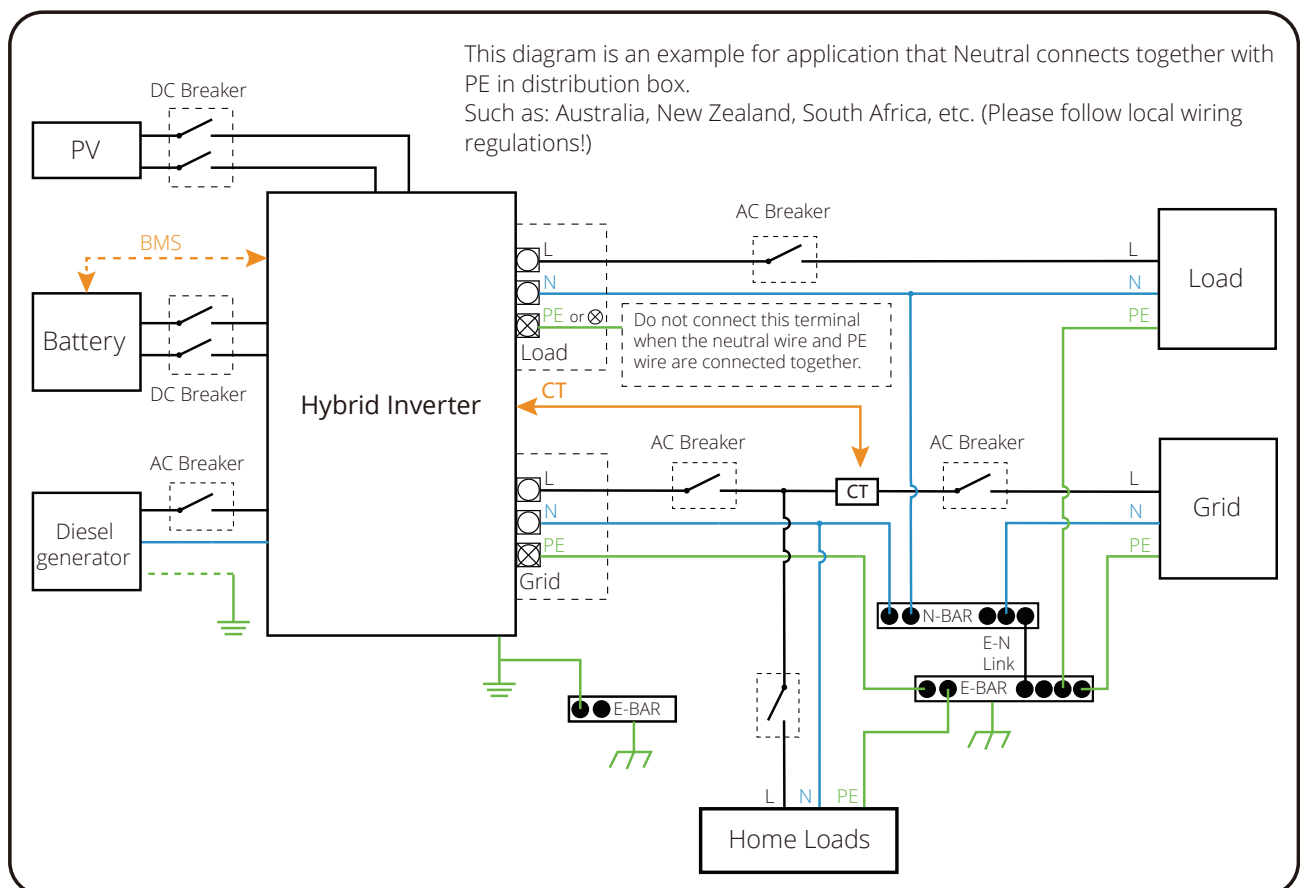 This diagram is an example for application that Neutral connects together with
PE in distribution box.
Such as: Australia, New Zealand, South Africa, etc. (Please follow local wiring
regulations!)
DC Breaker
PV
AC Breaker
BMS
L
L
N
N
Load
PE or ⊗
PE
Do not connect this terminal
when the neutral wire and PE
wire are connected together.
Load
Battery
DC Breaker
Hybrid Inverter
CT
AC Breaker
AC Breaker
AC Breaker
L
CT
L
N
N
Grid
PE
PE
Grid
Diesel
generator
N-BAR
E-N
Link
E-BAR
E-BAR
L
N
PE
Home Loads